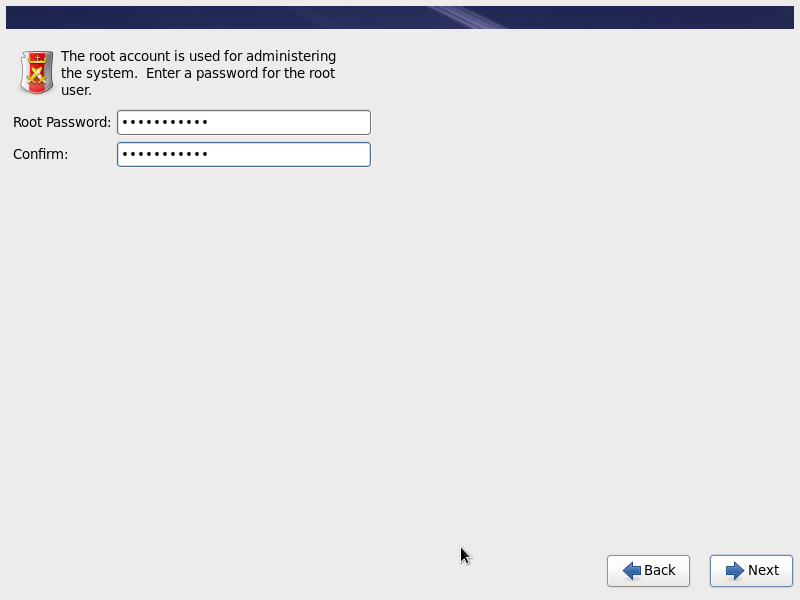 The root account is used for administering
the system.  Enter a password for the root
user.
Root Password: •••••••••••
Confirm: •••••••••••
Back
Next